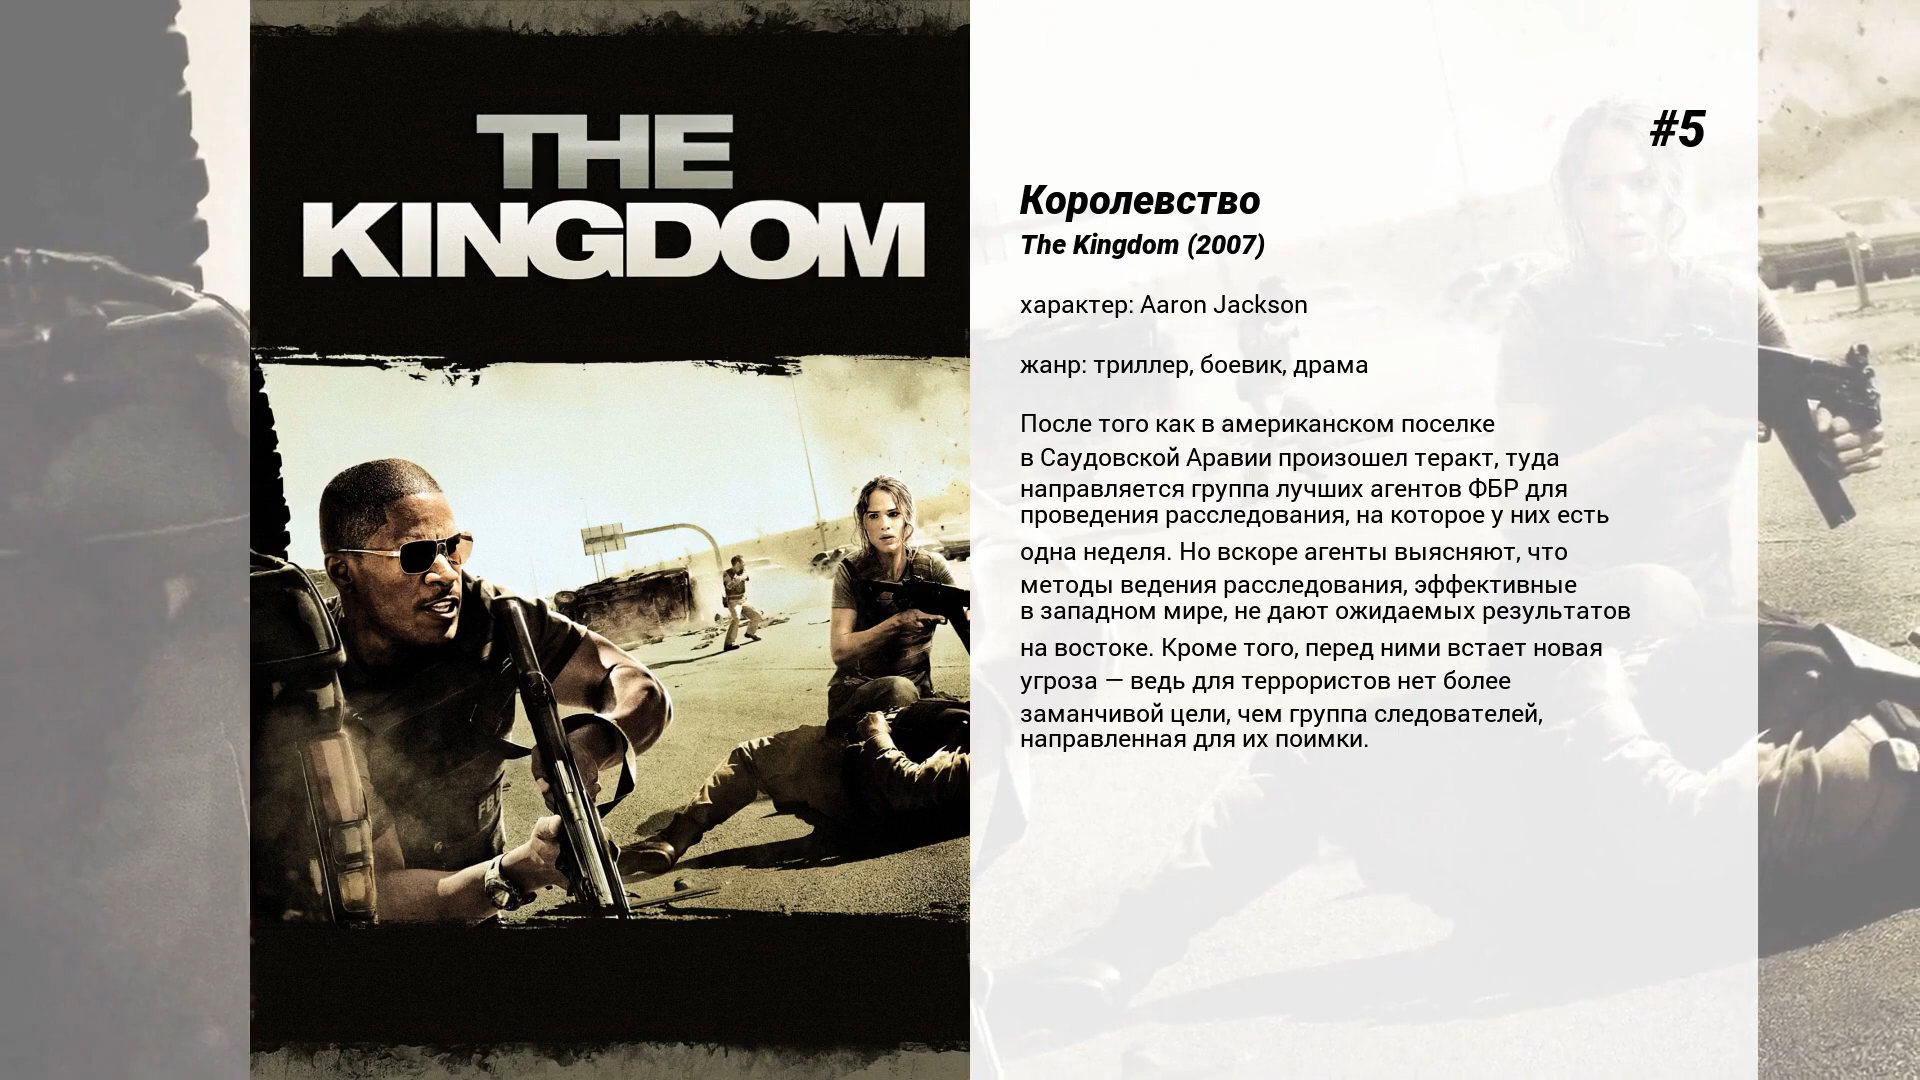 THE
KINGDOM
#5
Королевство
The Kingdom (2007)
характер: Aaron Jackson
жанр: триллер, боевик, драма
После того как в американском поселке
в Саудовской Аравии произошел теракт, туда
направляется группа лучших агентов ФБР для
проведения расследования, на которое у них есть
одна неделя. Но вскоре агенты выясняют, что
методы ведения расследования, эффективные
в западном мире, не дают ожидаемых результатов
на востоке. Кроме того, перед ними встает новая
угроза — ведь для террористов нет более
заманчивой цели, чем группа следователей,
направленная для их поимки.